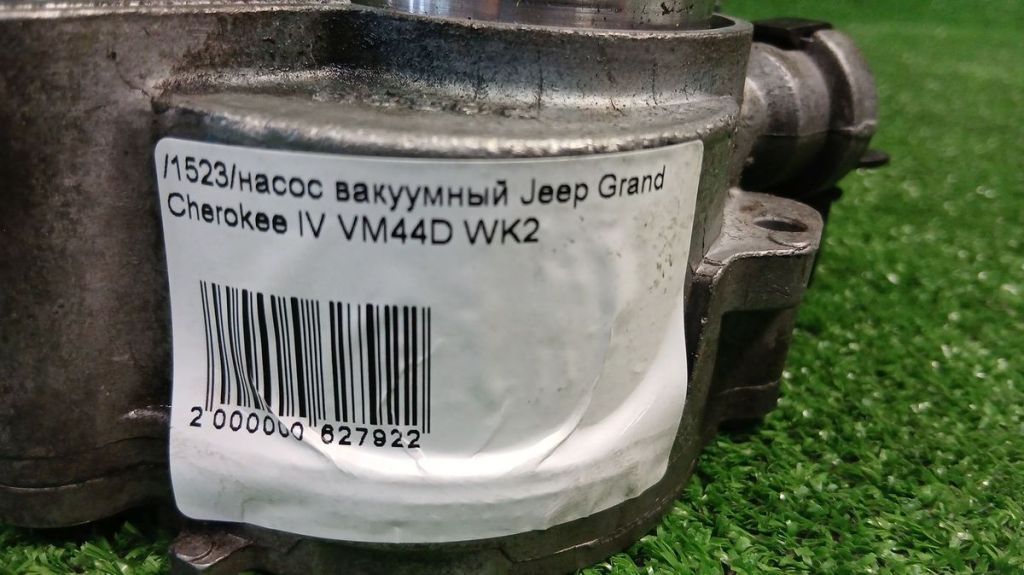 /1523/насос вакуумный Jeep Grand
Cherokee IV VM44D WK2
2 000000 627922